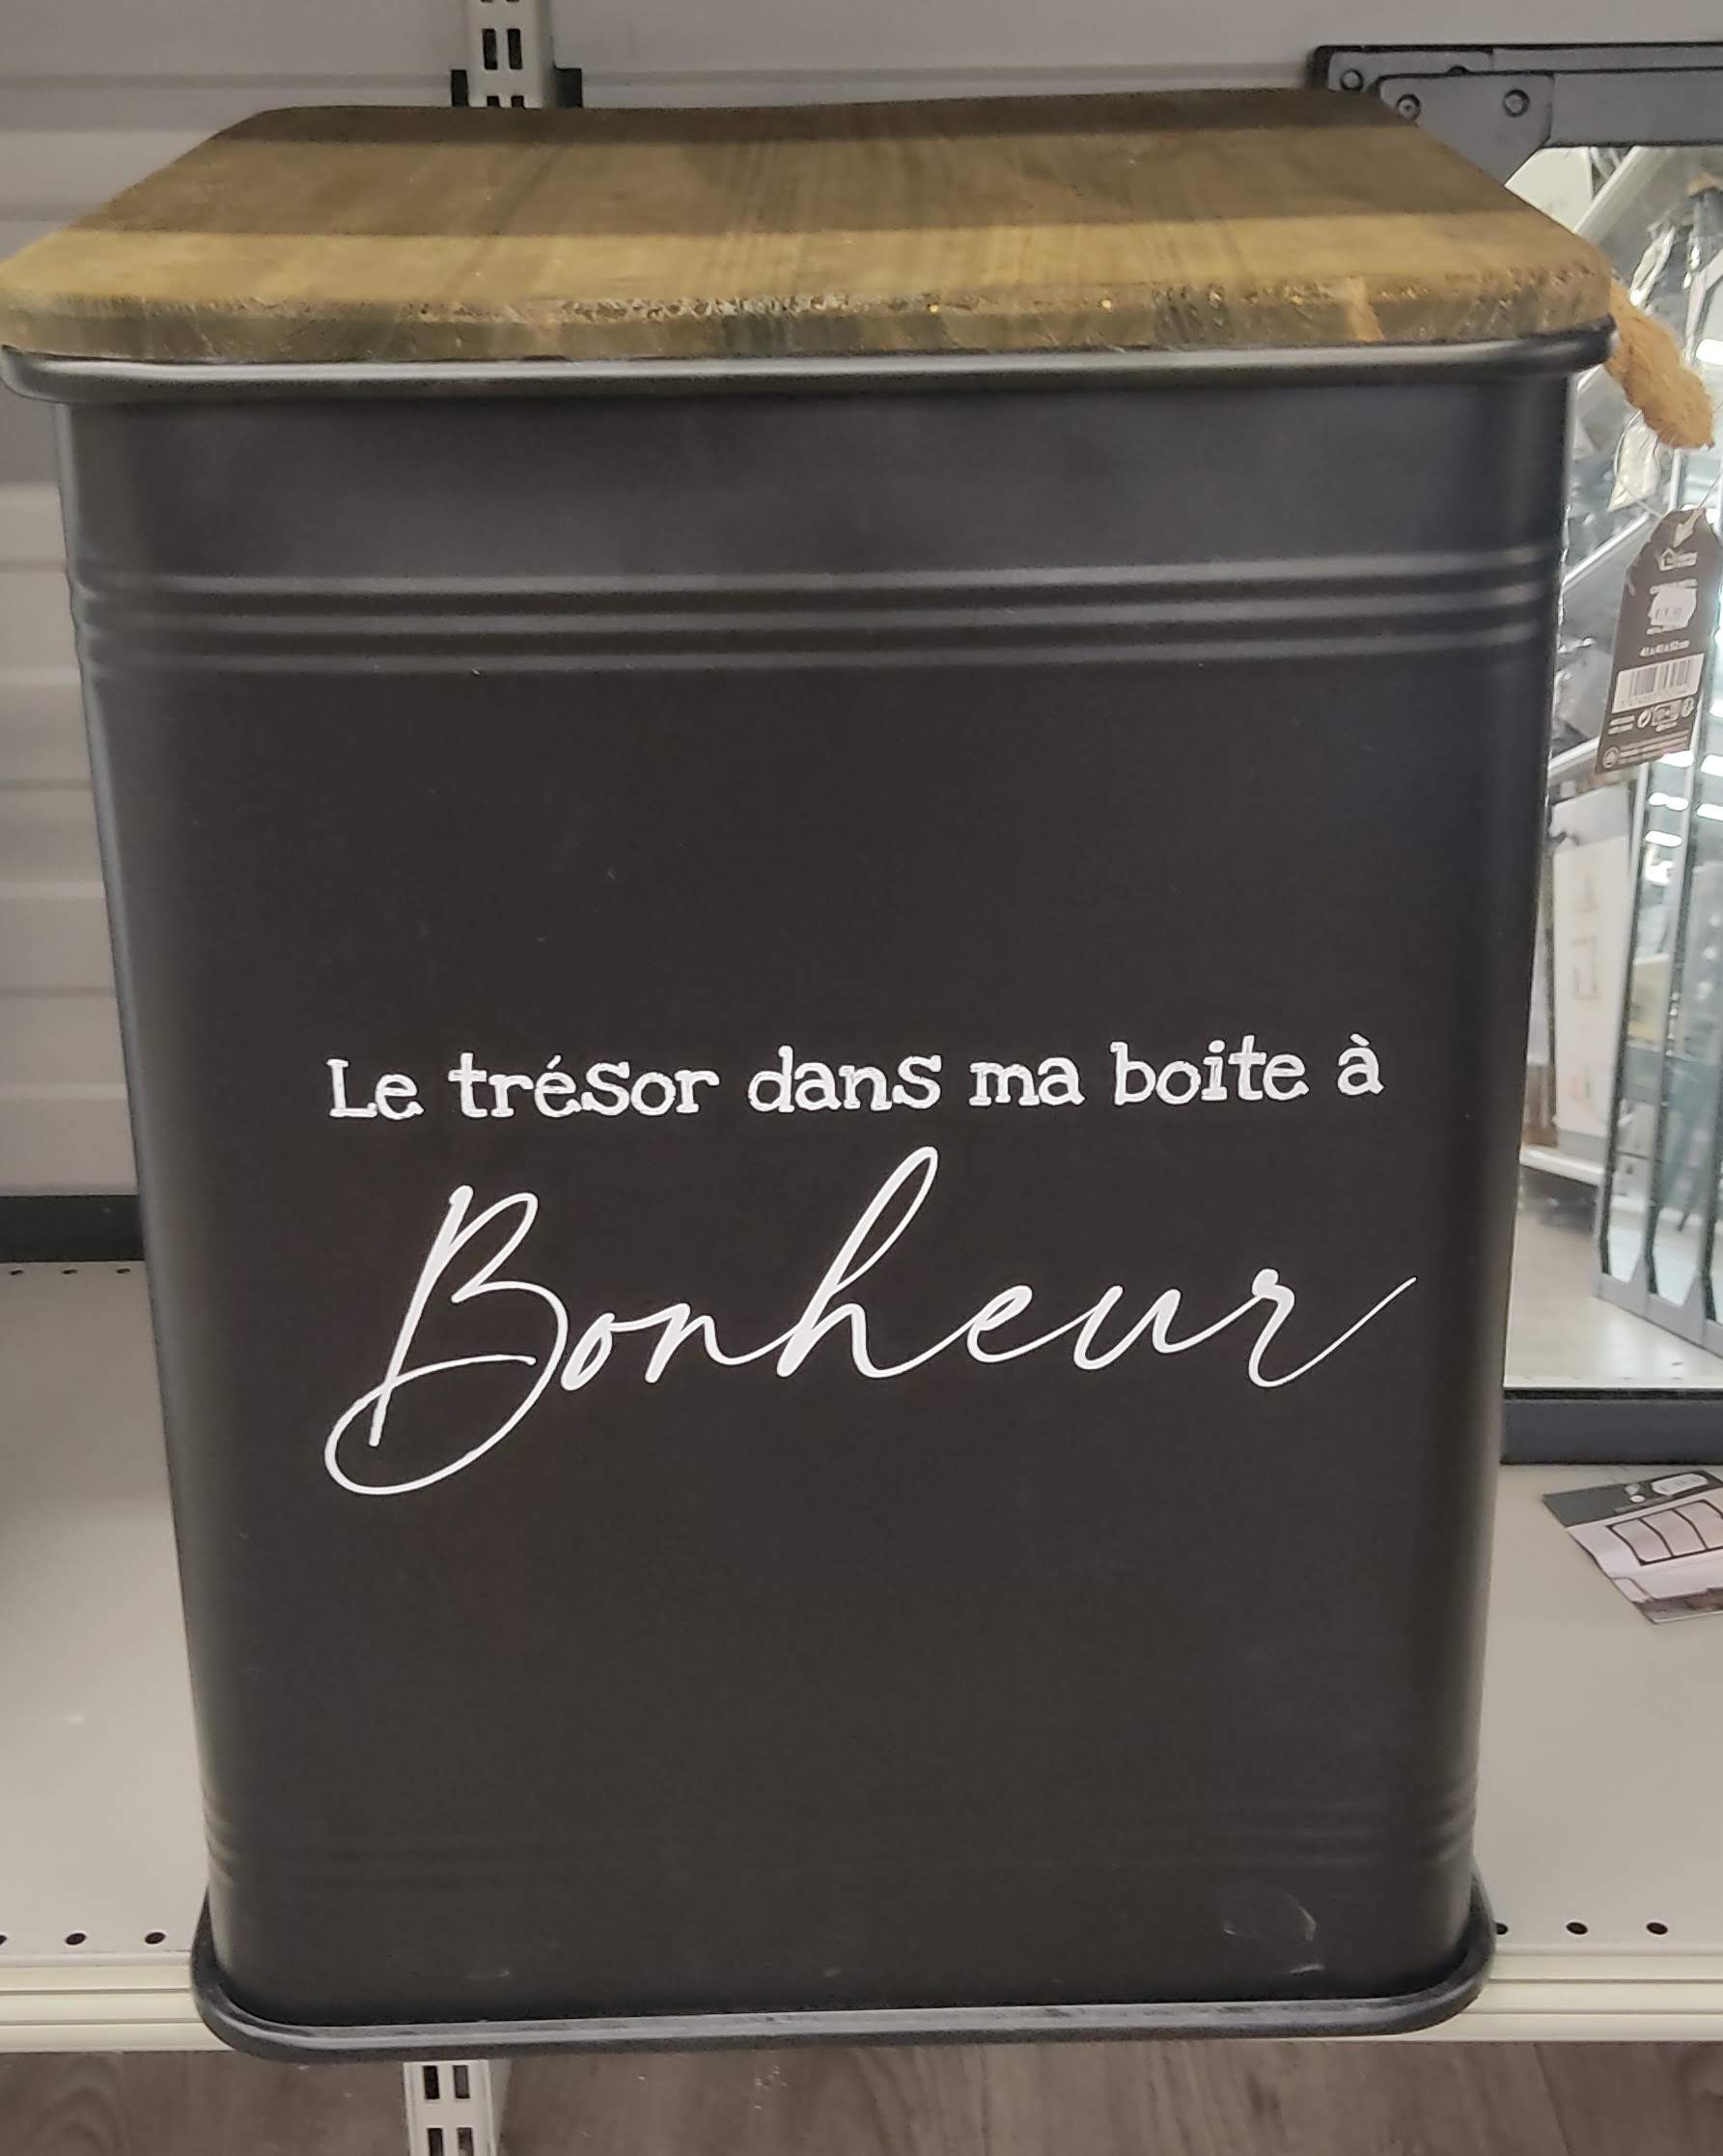 Le trésor dans ma boite à
Bonheur